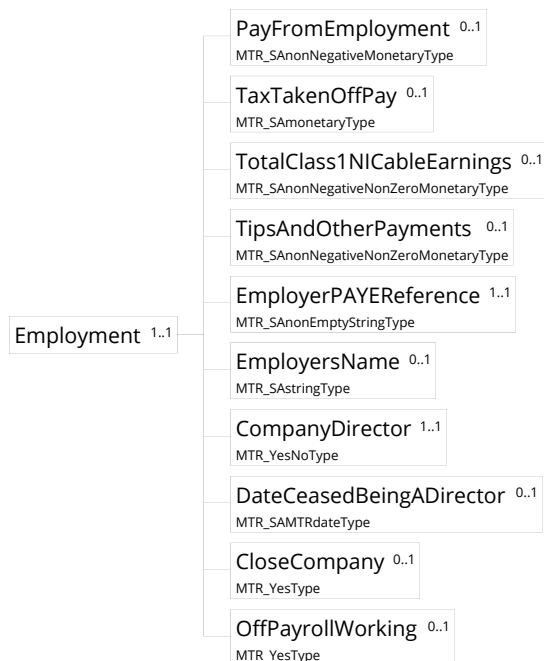 PayFromEmployment 0..1
MTR_SAnonNegativeMonetaryType
TaxTakenOffPay 0..1
MTR_SAmonetaryType
TotalClass1NICableEarnings 0..1
MTR_SAnonNegativeNonZeroMonetaryType
TipsAndOtherPayments 0..1
MTR_SAnonNegativeNonZeroMonetaryType
EmployerPAYEReference 1..1
MTR_SAnonEmptyStringType
Employment 1..1
EmployersName 0..1
MTR_SAstringType
CompanyDirector 1..1
MTR_YesNoType
DateCeasedBeingADirector 0..1
MTR_SAMTRdateType
CloseCompany 0..1
MTR_YesType
OffPayrollWorking 0..1
MTR_YesType